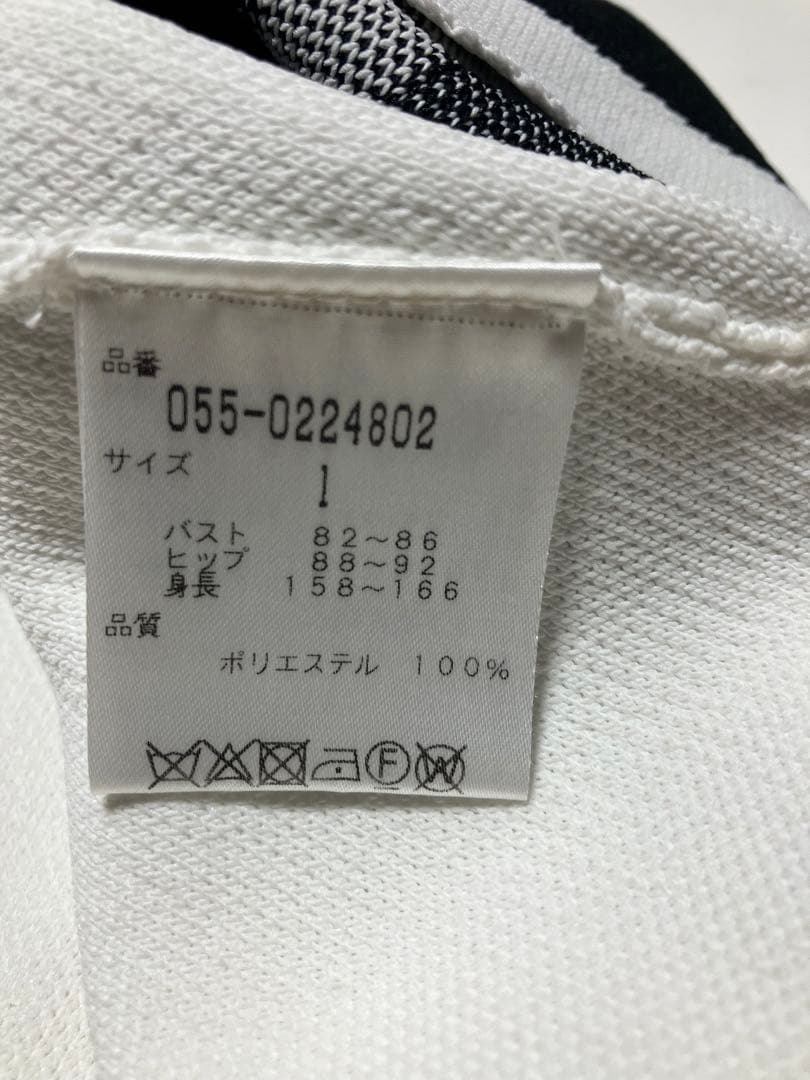 品番
055-0224802
サイズ
1
バスト 82~86
ヒップ 88~92
身長 158~166
品質
ポリエステル 100%
F W